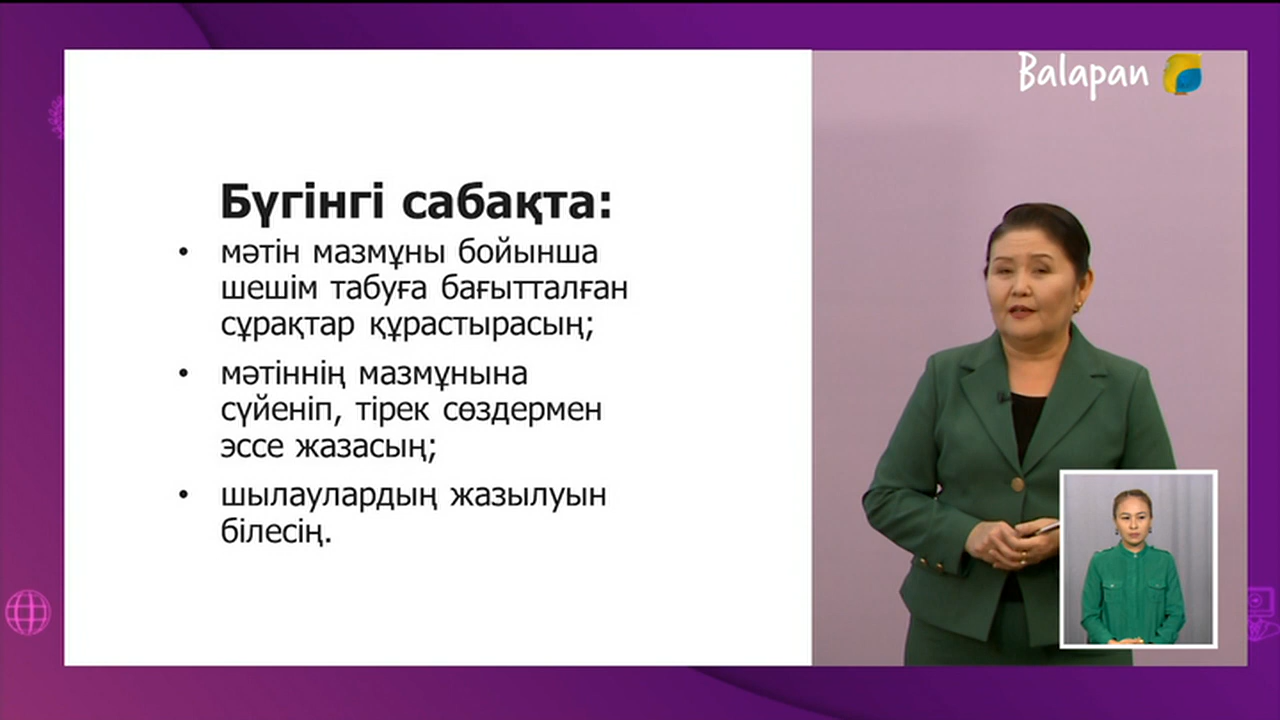 Balapan
Бүгінгі сабақта:
• мәтін мазмұны бойынша
шешім табуға бағытталған
сұрақтар құрастырасың;
• мәтіннің мазмұнына
сүйеніп, тірек сөздермен
эссе жазасың;
• шылаулардың жазылуын
білесің.